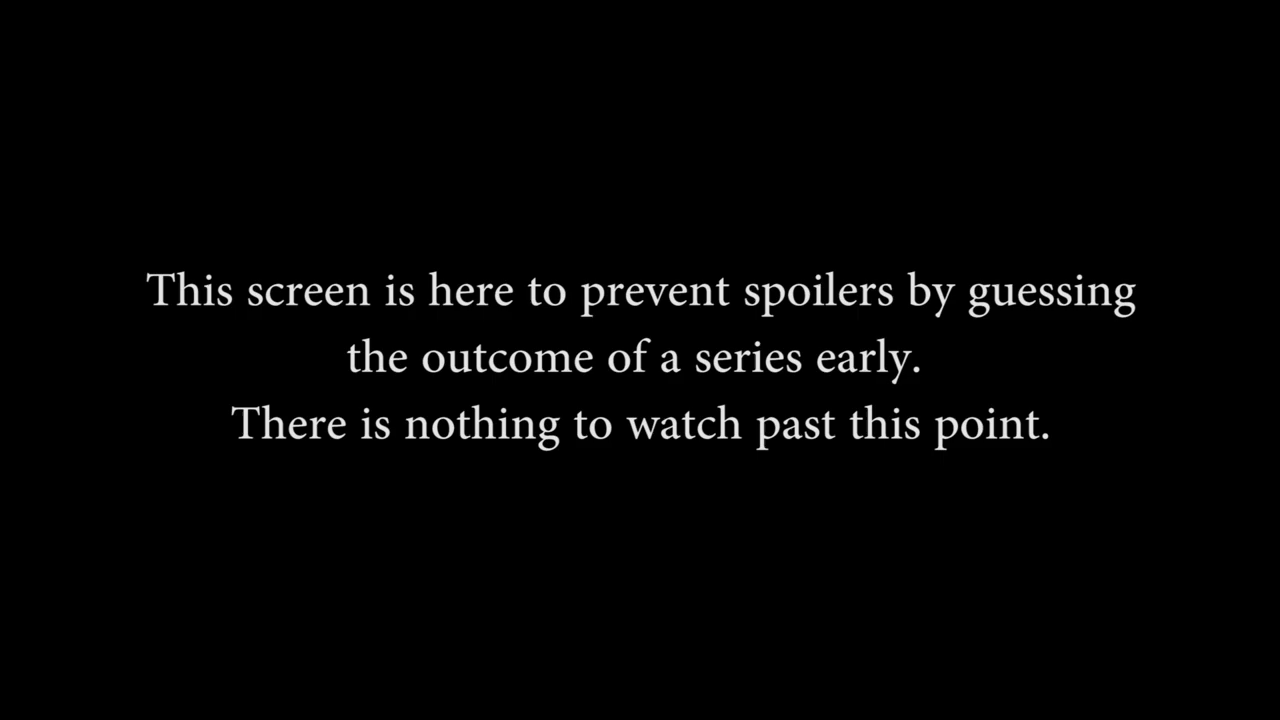 This screen is here to prevent spoilers by guessing
the outcome of a series early.
There is nothing to watch past this point.